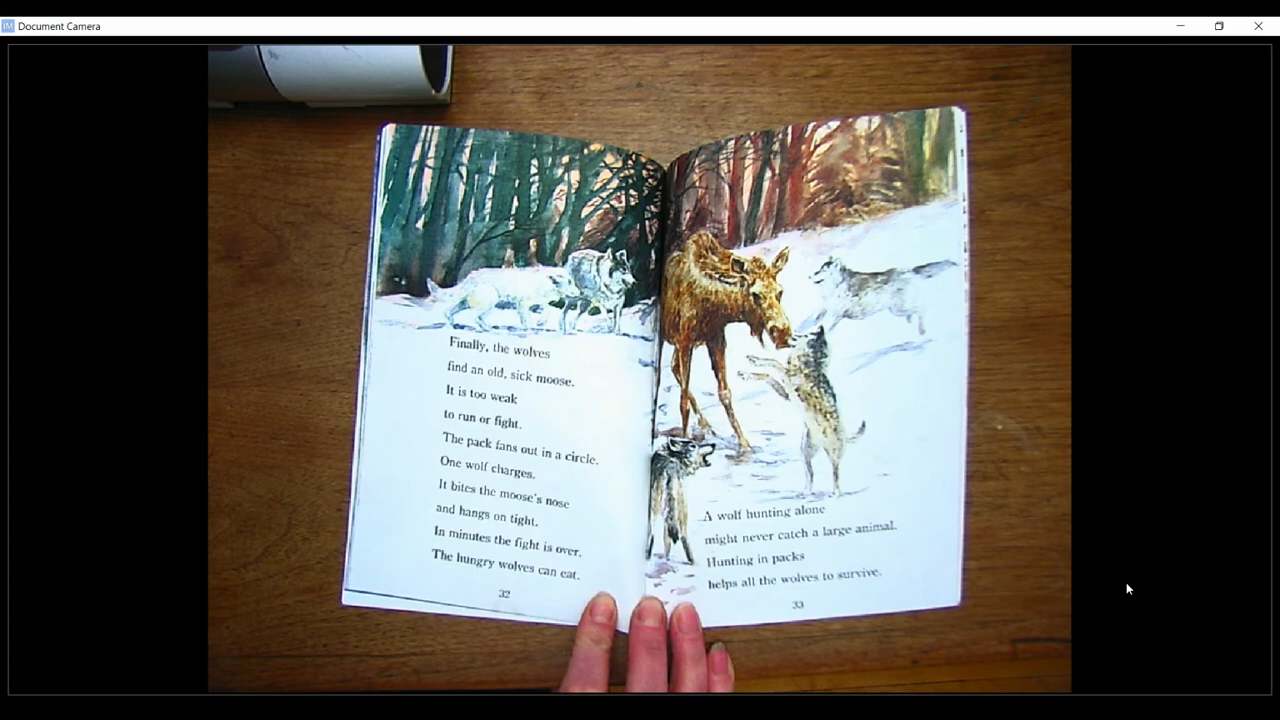 Document Camera
Finally, the wolves
find an old, sick moose.
It is too weak
to run or fight.
The pack fans out in a circle.
One wolf charges.
It bites the moose's nose
and hangs on tight.
In minutes the fight is over.
The hungry wolves can eat.
32
A wolf hunting alone
might never catch a large animal.
Hunting in packs
helps all the wolves to survive.
33